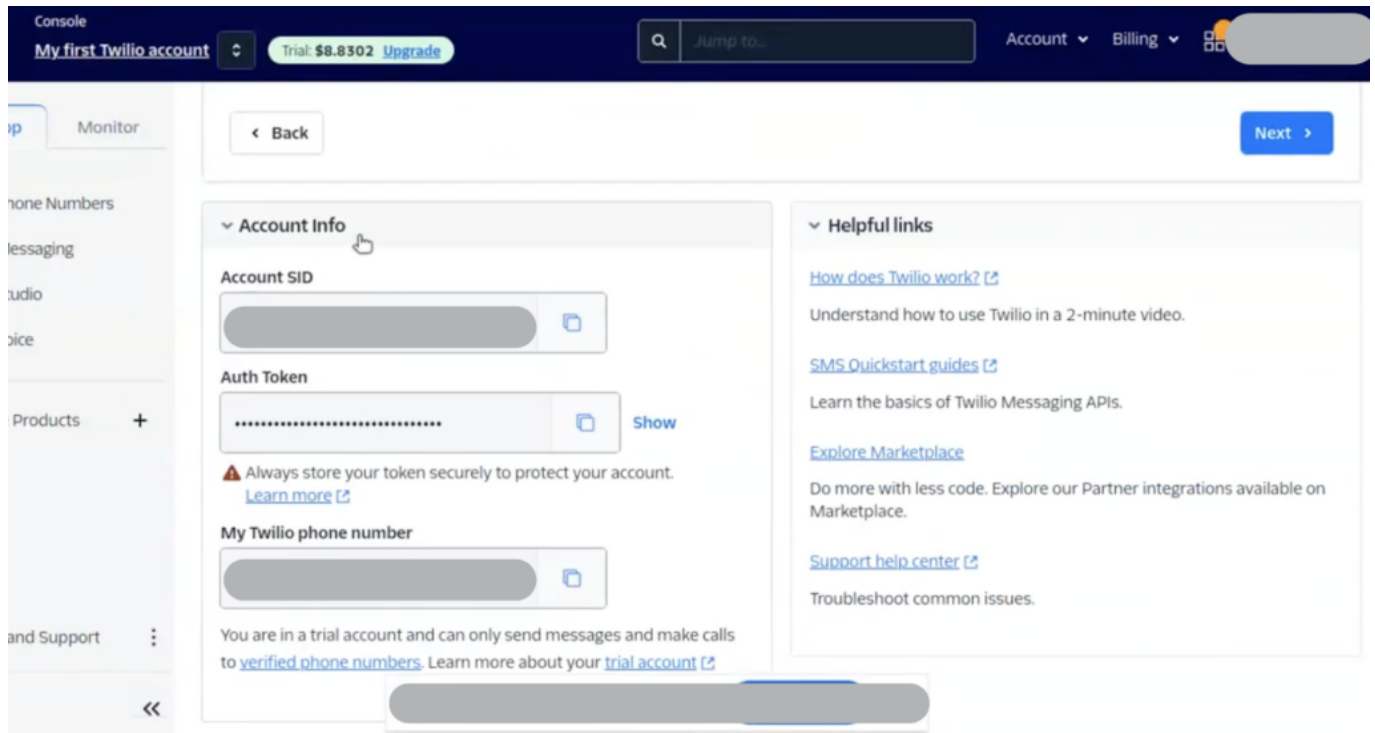 Console
My first Twilio account
Trial: $8.8302 Upgrade
Jump to...
Account
Billing
Monitor
Back
Next
Account Info
Account SID
Auth Token
••••••••••••••••••••••••••••••••
Show
Always store your token securely to protect your account.
Learn more
My Twilio phone number
You are in a trial account and can only send messages and make calls
to verified phone numbers. Learn more about your trial account
Helpful links
How does Twilio work?
Understand how to use Twilio in a 2-minute video.
SMS Quickstart guides
Learn the basics of Twilio Messaging APIs.
Explore Marketplace
Do more with less code. Explore our Partner integrations available on
Marketplace.
Support help center
Troubleshoot common issues.
op
hone Numbers
lessaging
tudio
oice
Products +
and Support